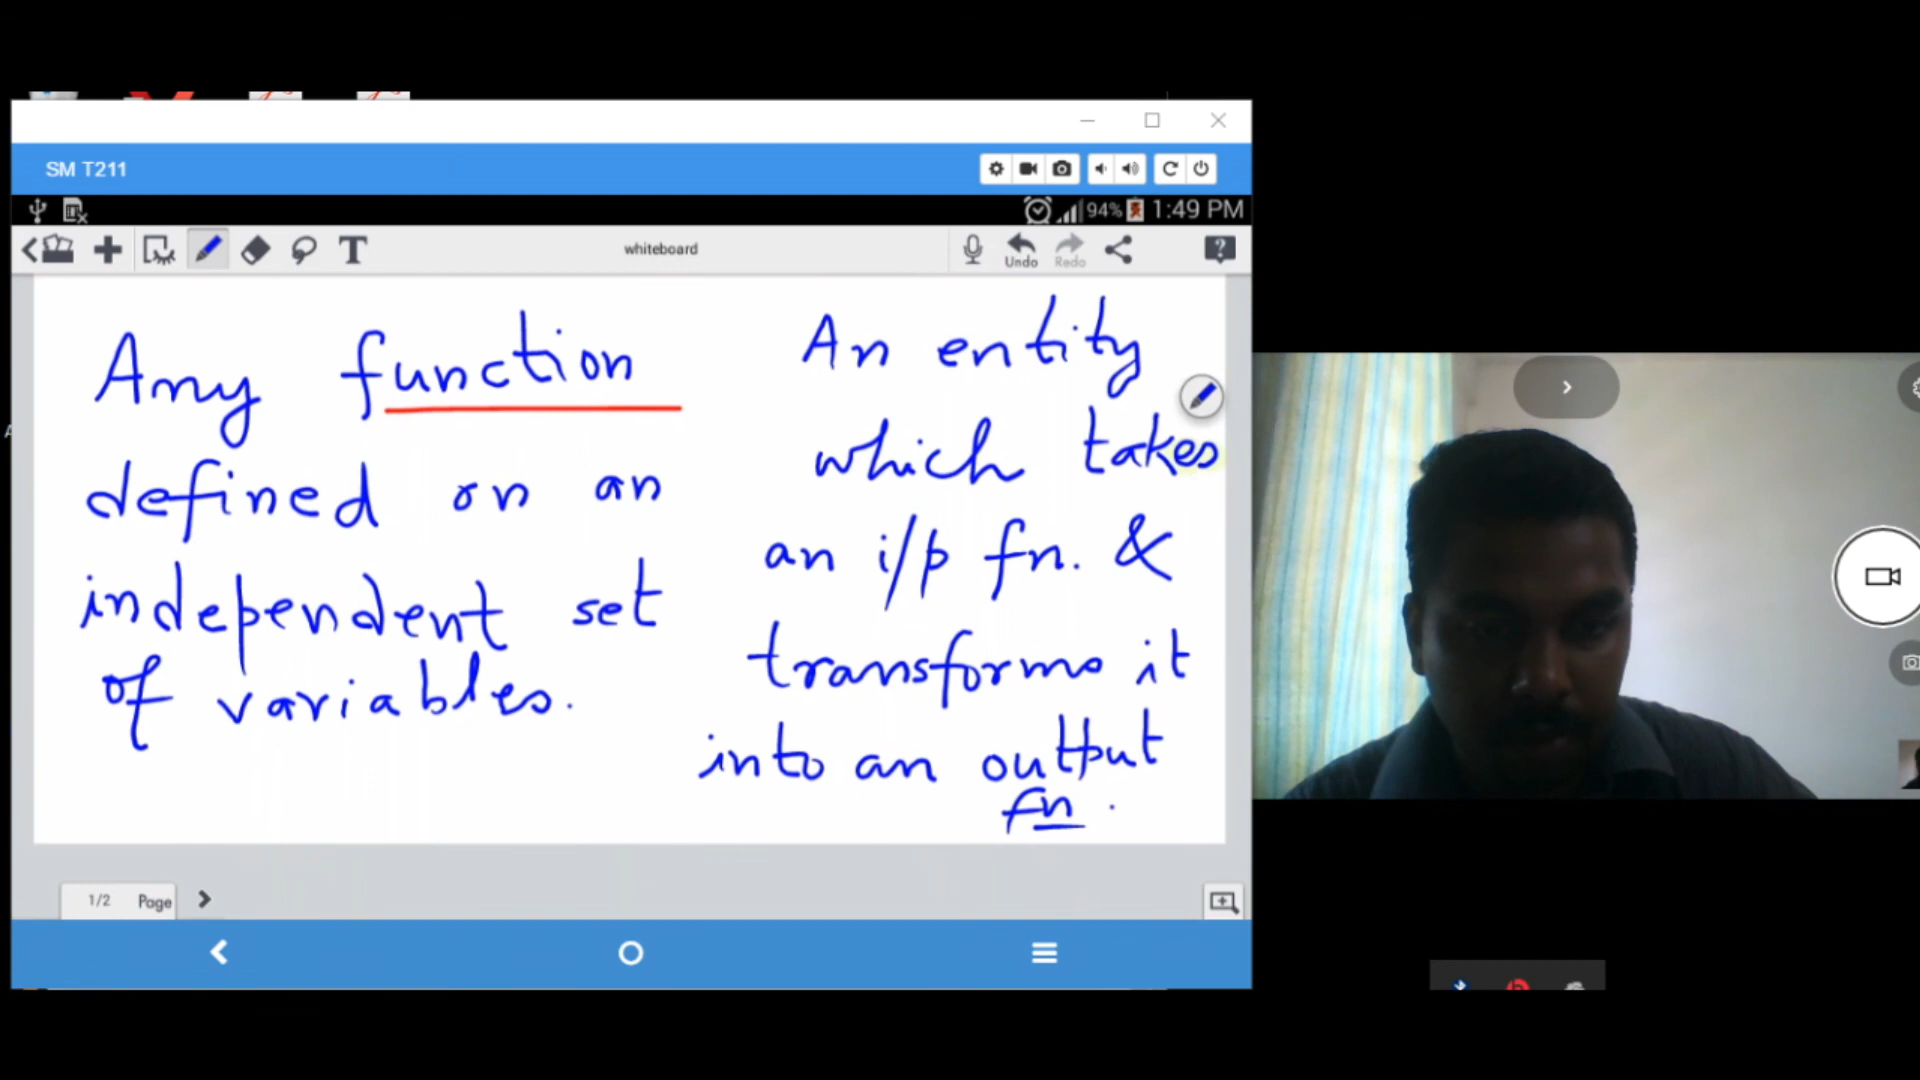 SM T211
94% 1:49 PM
whiteboard
Undo
Redo
Any function
defined on an
independent set
of variables.
An entity
which takes
an i/p fn. &
transforms it
into an output
fn.
1/2 Page